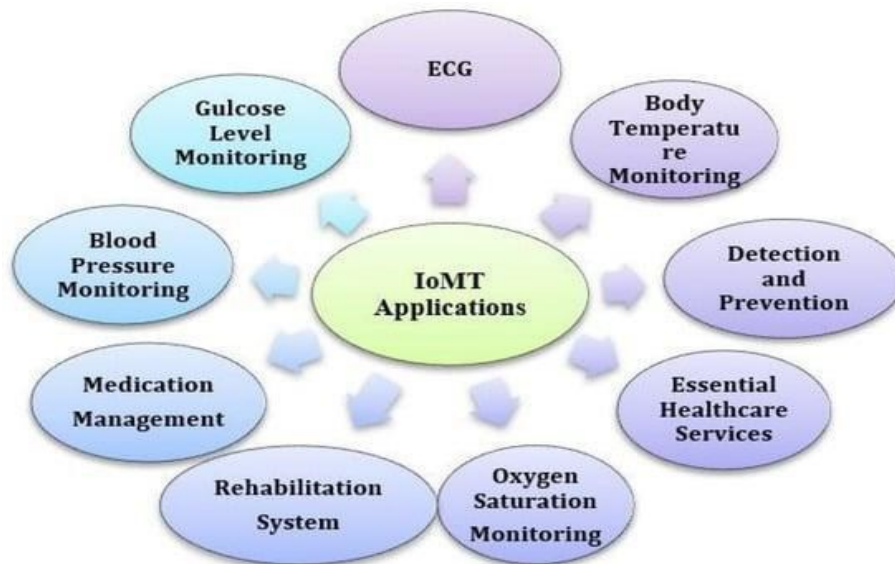 ECG
Body
Temperatu
re
Monitoring
Detection
and
Prevention
Essential
Healthcare
Services
Oxygen
Saturation
Monitoring
Rehabilitation
System
Medication
Management
Blood
Pressure
Monitoring
Gulcose
Level
Monitoring
IoMT
Applications